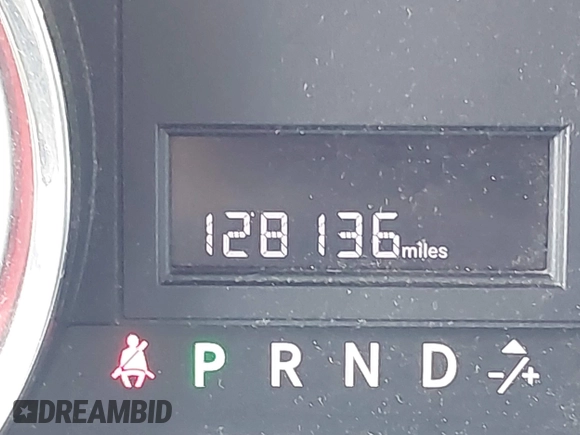 128136miles
P R N D -/+
DREAMBID